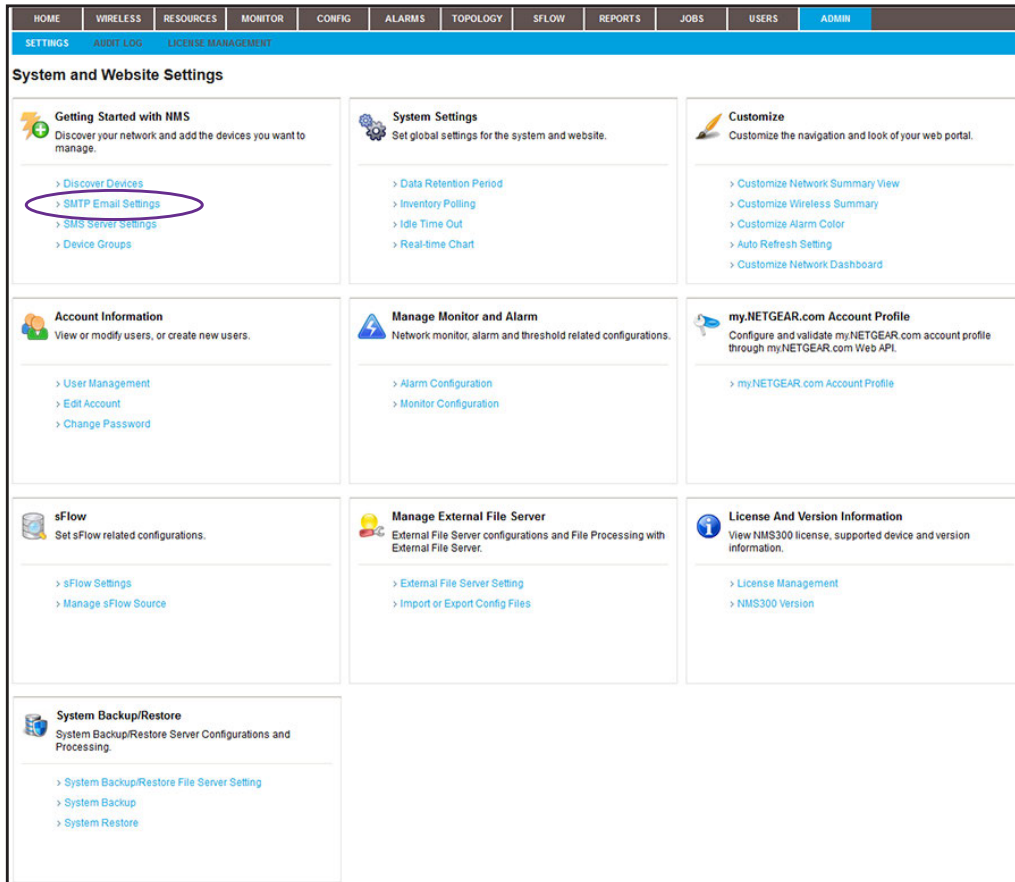 HOME WIRELESS RESOURCES MONITOR CONFIG ALARMS TOPOLOGY SFLOW REPORTS JOBS USERS ADMIN
SETTINGS AUDIT LOG LICENSE MANAGEMENT
System and Website Settings
Getting Started with NMS
Discover your network and add the devices you want to
manage.
> Discover Devices
> SMTP Email Settings
> SMS Server Settings
> Device Groups
System Settings
Set global settings for the system and website.
> Data Retention Period
> Inventory Polling
> Idle Time Out
> Real-time Chart
Customize
Customize the navigation and look of your web portal.
> Customize Network Summary View
> Customize Wireless Summary
> Customize Alarm Color
> Auto Refresh Setting
> Customize Network Dashboard
Account Information
View or modify users, or create new users.
> User Management
> Edit Account
> Change Password
Manage Monitor and Alarm
Network monitor, alarm and threshold related configurations.
> Alarm Configuration
> Monitor Configuration
my.NETGEAR.com Account Profile
Configure and validate my.NETGEAR.com account profile
through my.NETGEAR.com Web API.
> my.NETGEAR.com Account Profile
sFlow
Set sFlow related configurations.
> sFlow Settings
> Manage sFlow Source
Manage External File Server
External File Server configurations and File Processing with
External File Server.
> External File Server Setting
> Import or Export Config Files
License And Version Information
View NMS300 license, supported device and version
information.
> License Management
> NMS300 Version
System Backup/Restore
System Backup/Restore Server Configurations and
Processing.
> System Backup/Restore File Server Setting
> System Backup
> System Restore